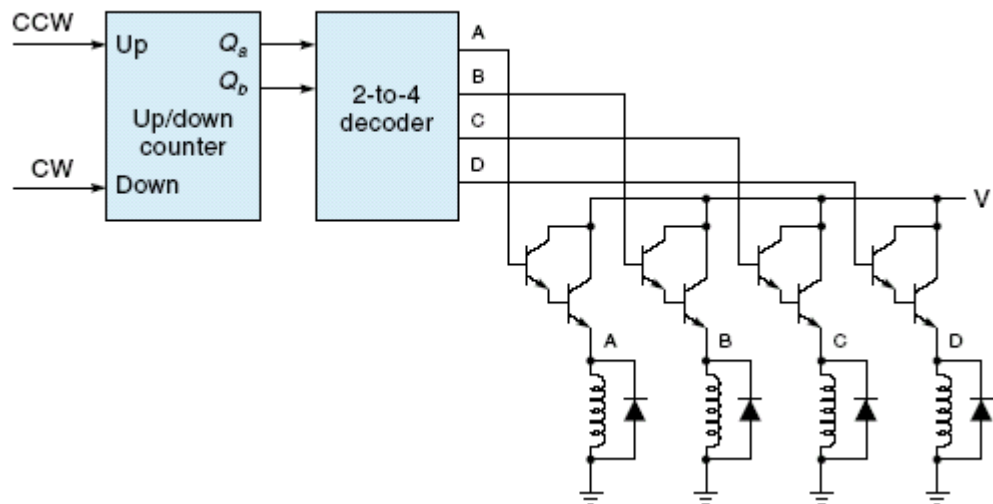 CCW
Up
Qa
Qb
Up/down
counter
CW
Down
2-to-4
decoder
A
B
C
D
V
A
B
C
D